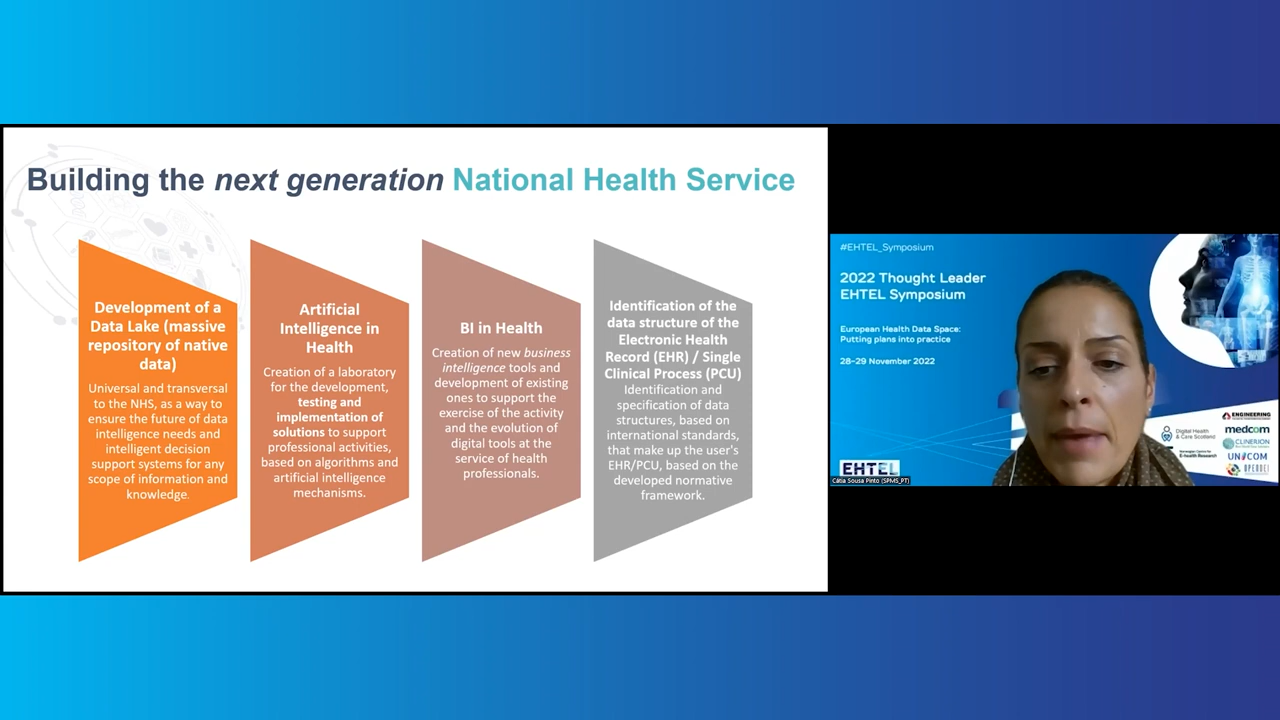 Building the next generation National Health Service
Development of a
Data Lake (massive
repository of native
data)
Universal and transversal
to the NHS, as a way to
ensure the future of data
intelligence needs and
intelligent decision
support systems for any
scope of information and
knowledge.
Artificial
Intelligence in
Health
Creation of a laboratory
for the development,
testing and
implementation of
solutions to support
professional activities,
based on algorithms and
artificial intelligence
mechanisms.
BI in Health
Creation of new business
intelligence tools and
development of existing
ones to support the
exercise of the activity
and the evolution of
digital tools at the
service of health
professionals.
Identification of the
data structure of the
Electronic Health
Record (EHR) / Single
Clinical Process (PCU)
Identification and
specification of data
structures, based on
international standards,
that make up the user's
EHR/PCU, based on the
developed normative
framework.
#EHTEL_Symposium
2022 Thought Leader
EHTEL Symposium
European Health Data Space:
Putting plans into practice
28-29 November 2022
ENGINEERING
Digital Health
& Care Scotland
medcom
CLINERION
Norwegian Centre for
E-health Research
UNICOM
EHTEL
Cátia Sousa Pinto (SPMS_PT)